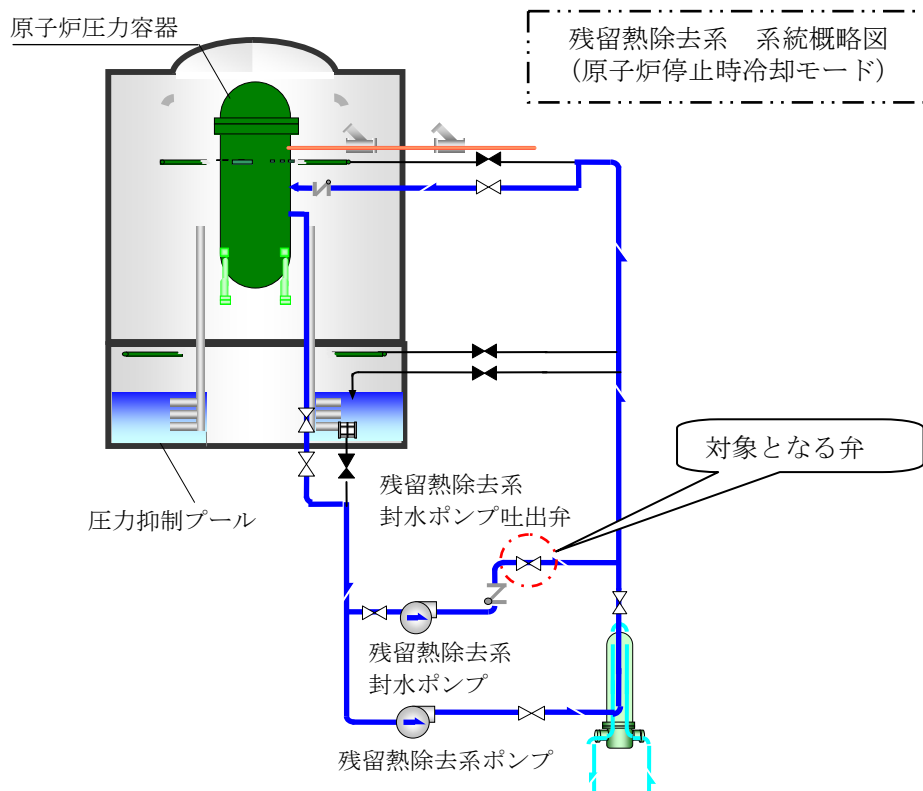 原子炉圧力容器
残留熱除去系　系統概略図
（原子炉停止時冷却モード）
対象となる弁
残留熱除去系
封水ポンプ吐出弁
圧力抑制プール
残留熱除去系
封水ポンプ
残留熱除去系ポンプ